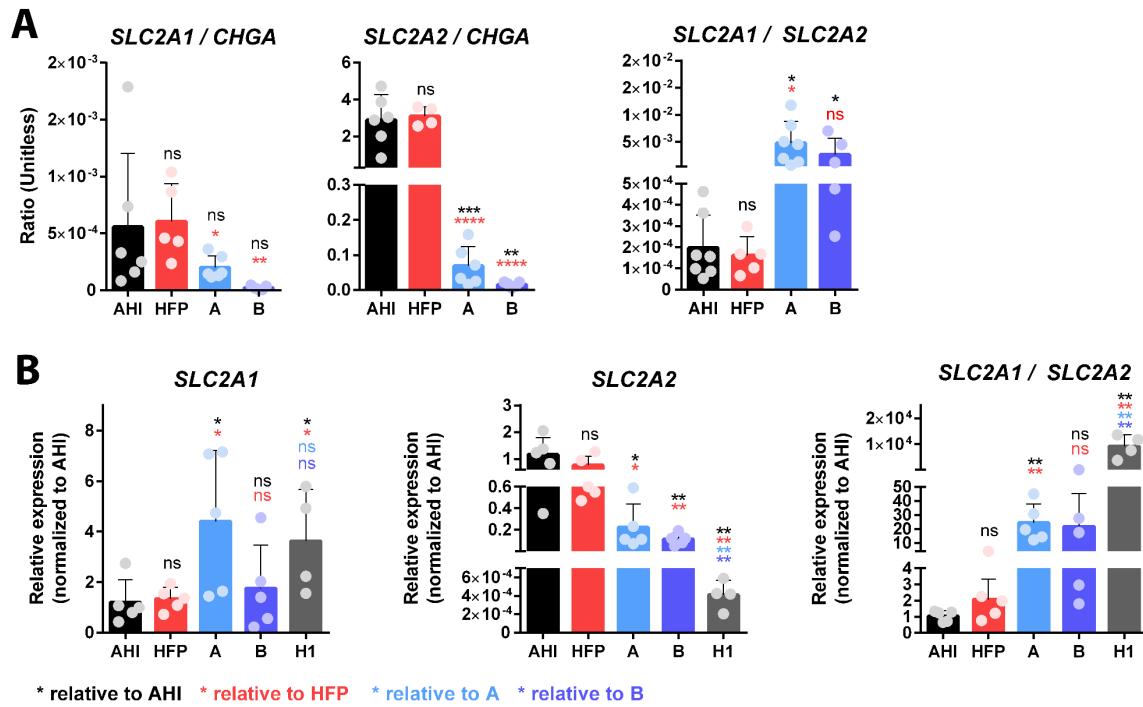 A
SLC2A1 / CHGA
Ratio (Unitless)
2×10-3
2×10-3
1×10-3
5×10-4
0
ns
ns
*
ns
**
AHI HFP A B
SLC2A2 / CHGA
6
4
2
0.3
0.2
0.1
0.0
ns
***
****
**
****
AHI HFP A B
SLC2A1 / SLC2A2
2×10-2
2×10-2
5×10-3
5×10-4
4×10-4
3×10-4
2×10-4
1×10-4
0
ns
*
*
*
ns
AHI HFP A B
B
SLC2A1
Relative expression
(normalized to AHI)
8
6
4
2
0
ns
*
*
ns
ns
*
*
ns
ns
AHI HFP A B H1
SLC2A2
Relative expression
(normalized to AHI)
3
2
1
0.6
0.4
0.2
6×10-4
4×10-4
2×10-4
0
ns
*
*
**
**
**
**
**
**
AHI HFP A B H1
SLC2A1 / SLC2A2
Relative expression
(normalized to AHI)
2×104
1×104
50
40
30
20
10
4
3
2
1
0
ns
**
**
ns
ns
**
**
**
**
AHI HFP A B H1
* relative to AHI * relative to HFP * relative to A * relative to B